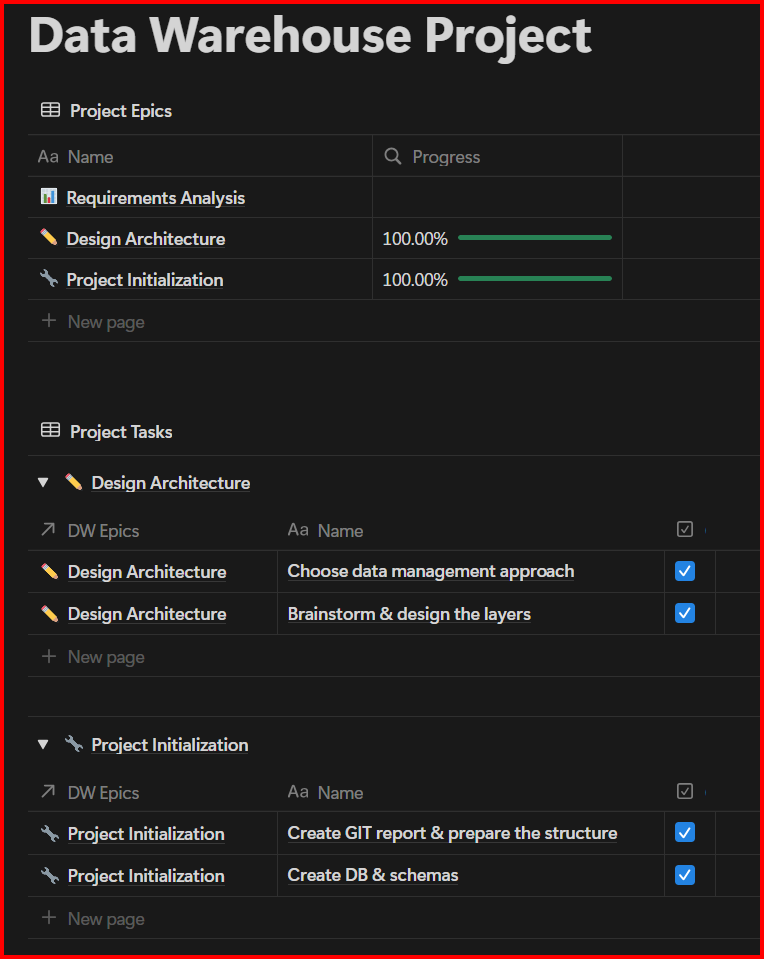 Data Warehouse Project
Project Epics
Aa Name Progress
Requirements Analysis
Design Architecture 100.00%
Project Initialization 100.00%
+ New page
Project Tasks
Design Architecture
DW Epics Aa Name
Design Architecture Choose data management approach
Design Architecture Brainstorm & design the layers
+ New page
Project Initialization
DW Epics Aa Name
Project Initialization Create GIT report & prepare the structure
Project Initialization Create DB & schemas
+ New page